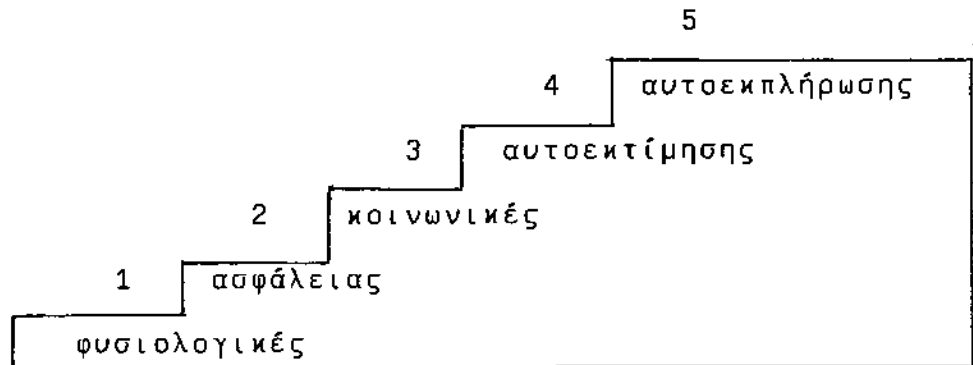 5
αυτοεκπλήρωσης
4
αυτοεκτίμησης
3
κοινωνικές
2
ασφάλειας
1
φυσιολογικές